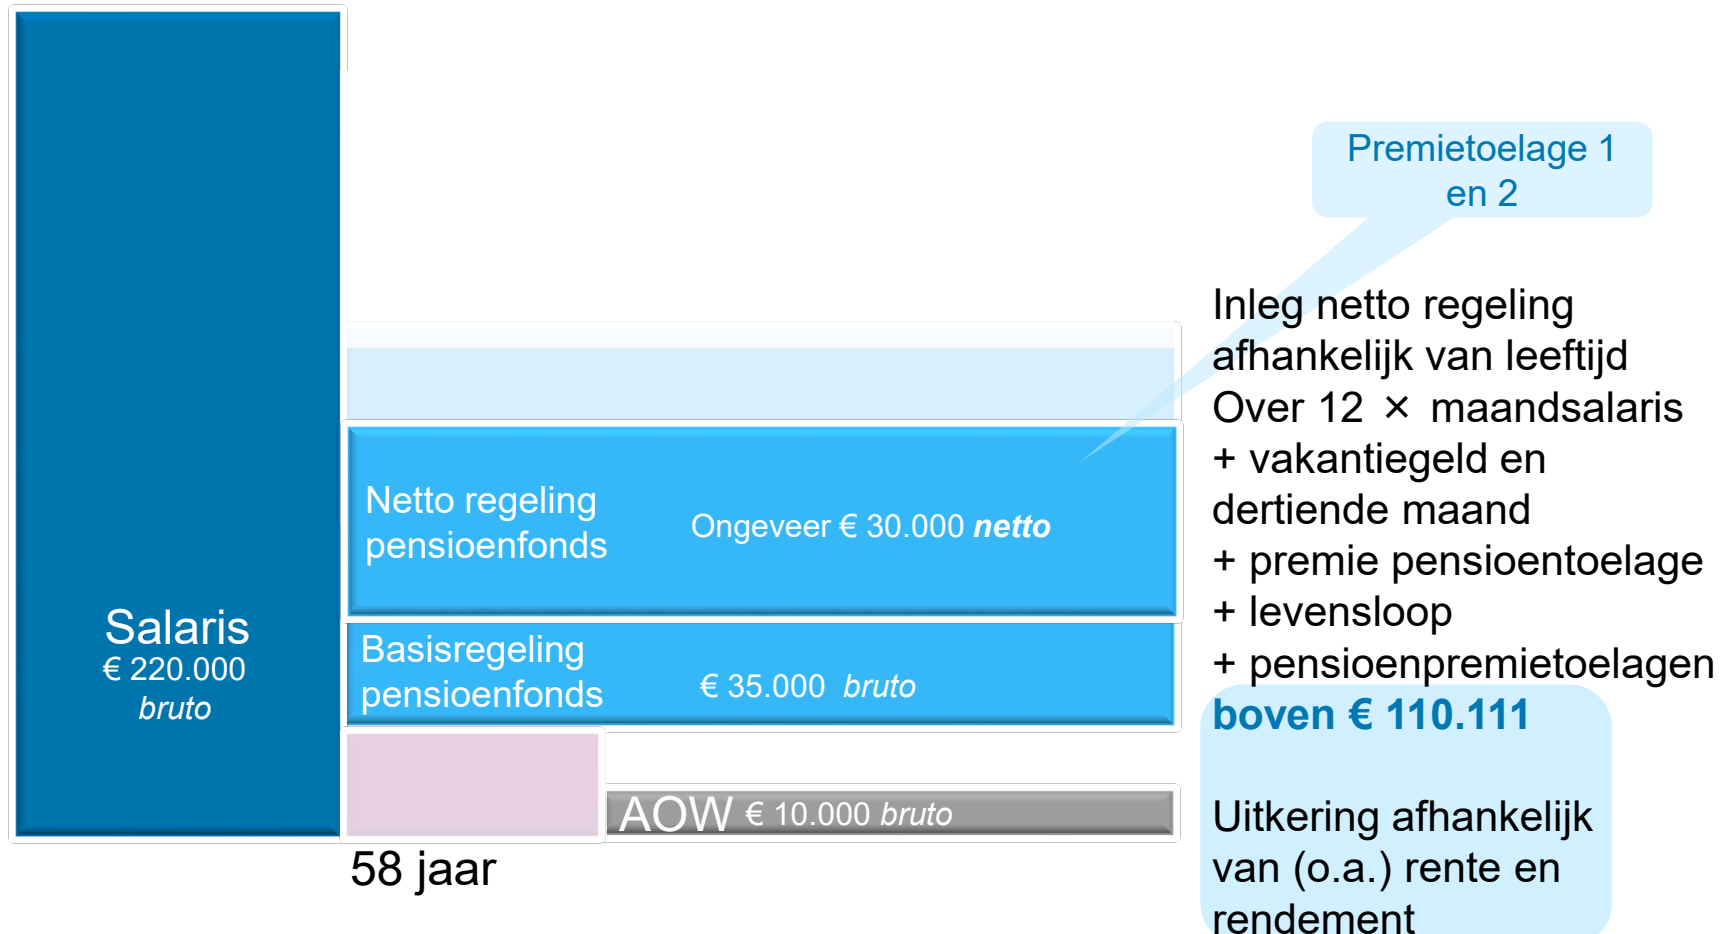 Premietoelage 1
en 2
Inleg netto regeling
afhankelijk van leeftijd
Over 12 × maandsalaris
+ vakantiegeld en
dertiende maand
+ premie pensioentoelage
+ levensloop
+ pensioenpremietoelagen
boven € 110.111
Uitkering afhankelijk
van (o.a.) rente en
rendement
Netto regeling
pensioenfonds
Ongeveer € 30.000 netto
Salaris
€ 220.000
bruto
Basisregeling
pensioenfonds
€ 35.000 bruto
AOW € 10.000 bruto
58 jaar